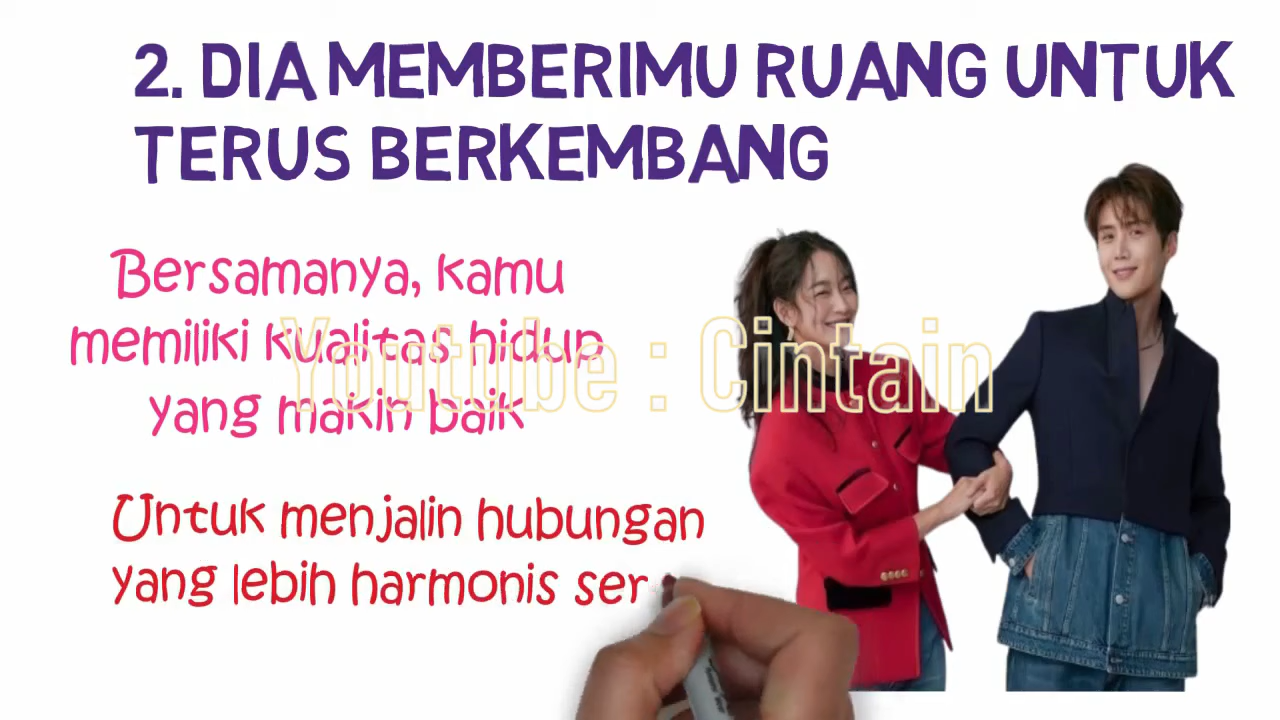 2. DIA MEMBERIMU RUANG UNTUK
TERUS BERKEMBANG
Bersamanya, kamu
memiliki kualitas hidup
yang makin baik
Youtube : Cintain
Untuk menjalin hubungan
yang lebih harmonis ser